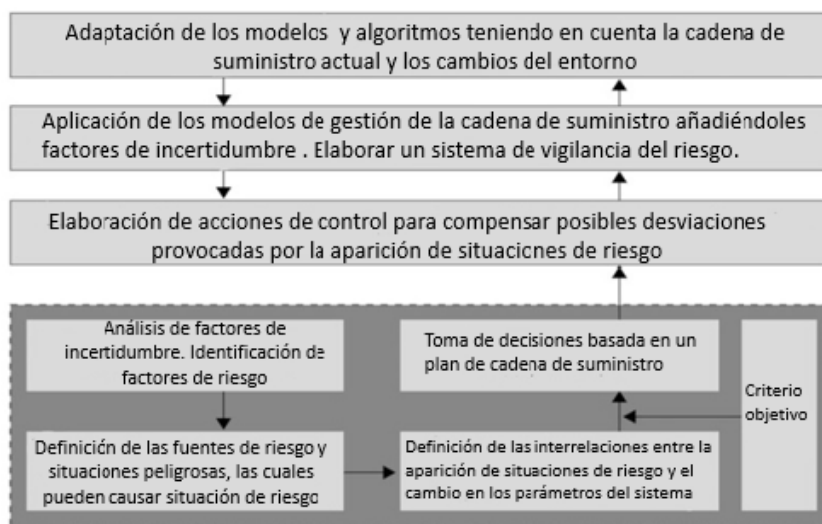 Adaptación de los modelos y algoritmos teniendo en cuenta la cadena de
suministro actual y los cambios del entorno
Aplicación de los modelos de gestión de la cadena de suministro añadiéndoles
factores de incertidumbre . Elaborar un sistema de vigilancia del riesgo.
Elaboración de acciones de control para compensar posibles desviaciones
provocadas por la aparición de situacicnes de riesgo
Análisis de factores de
incertidumbre. Identificación de
factores de riesgo
Toma de decisiones basada en un
plan de cadena de suministro
Criterio
objetivo
Definición de las fuentes de riesgo y
situaciones peligrosas, las cuales
pueden causar situación de riesgo
Definición de las interrelaciones entre la
aparición de situaciones de riesgo y el
cambio en los parámetros del sistema